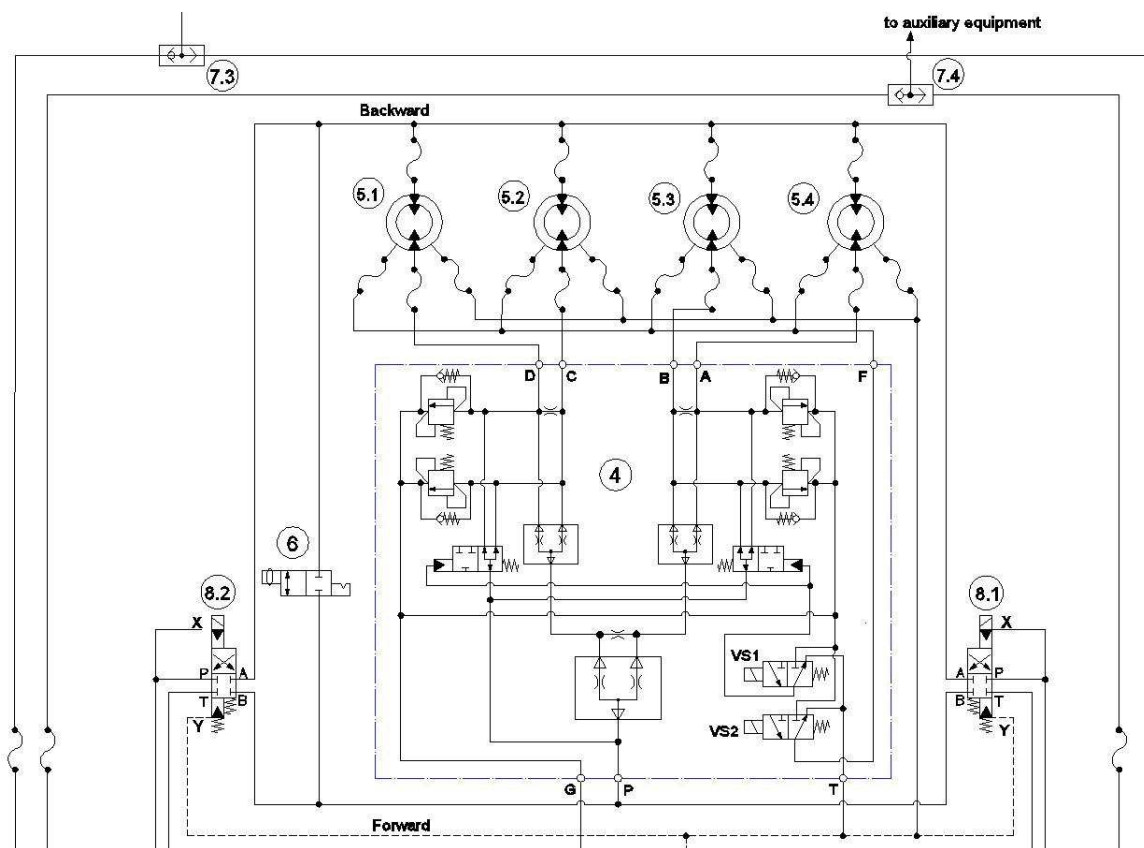 to auxiliary equipment
7.3
7.4
Backward
5.1
5.2
5.3
5.4
D C B A F
4
6
8.2
8.1
X
X
P A
A P
T B
B T
Y
Y
VS1
VS2
G P T
Forward